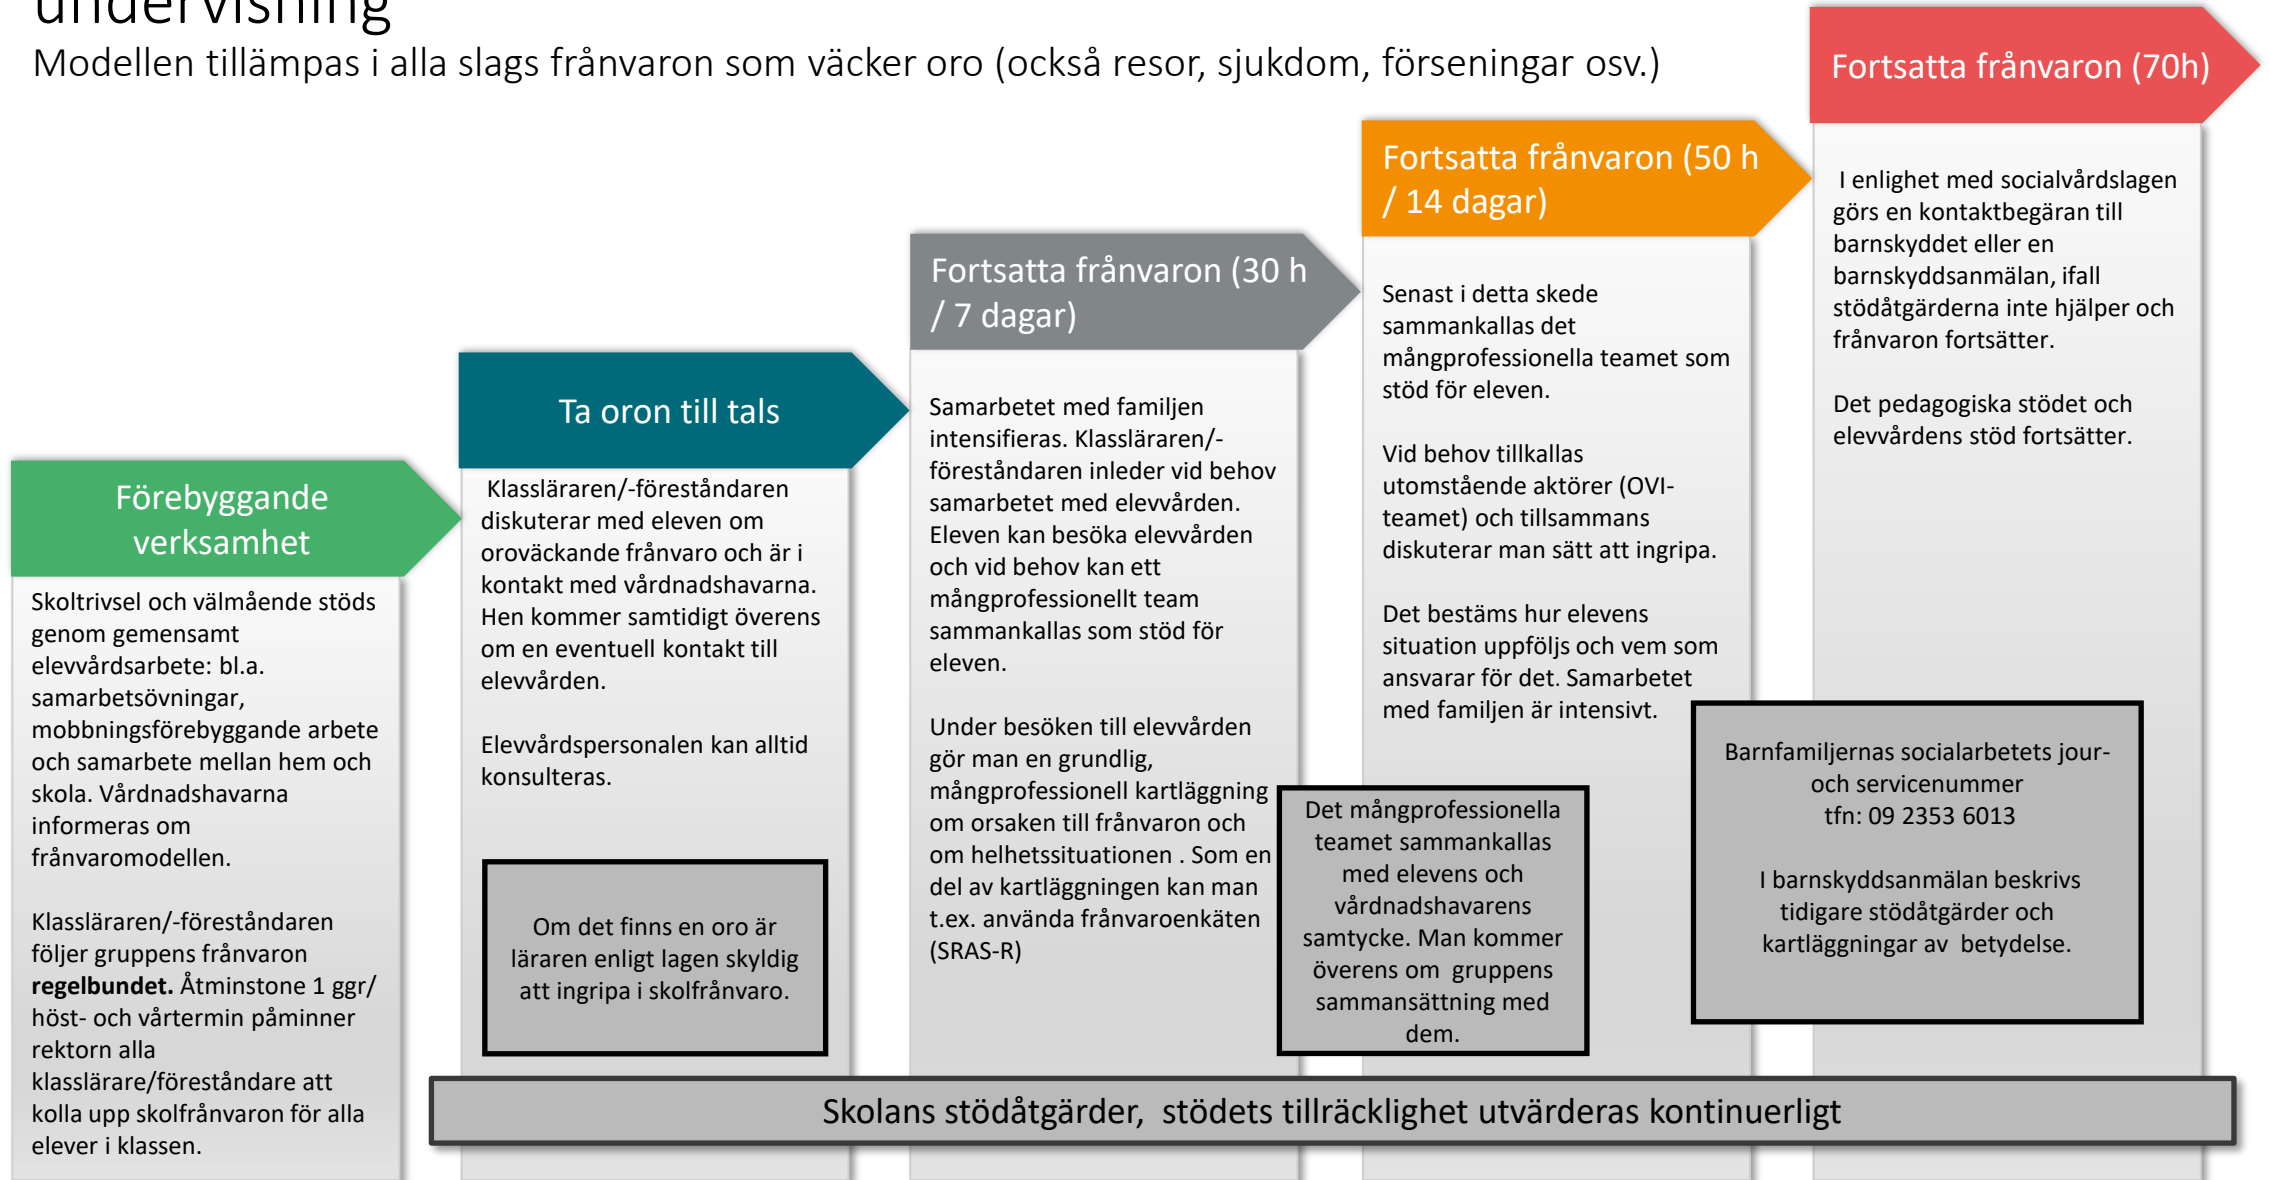 undervisning
Modellen tillämpas i alla slags frånvaron som väcker oro (också resor, sjukdom, förseningar osv.)
Förebyggande
verksamhet
Skoltrivsel och välmående stöds
genom gemensamt
elevvårdsarbete: bl.a.
samarbetsövningar,
mobbningsförebyggande arbete
och samarbete mellan hem och
skola. Vårdnadshavarna
informeras om
frånvaromodellen.
Klassläraren/-föreståndaren
följer gruppens frånvaron
regelbundet. Åtminstone 1 ggr/
höst- och vårtermin påminner
rektorn alla
klasslärare/föreståndare att
kolla upp skolfrånvaron för alla
elever i klassen.
Ta oron till tals
Klassläraren/-föreståndaren
diskuterar med eleven om
oroväckande frånvaro och är i
kontakt med vårdnadshavarna.
Hen kommer samtidigt överens
om en eventuell kontakt till
elevvården.
Elevvårdspersonalen kan alltid
konsulteras.
Om det finns en oro är
läraren enligt lagen skyldig
att ingripa i skolfrånvaro.
Fortsatta frånvaron (30 h
/ 7 dagar)
Samarbetet med familjen
intensifieras. Klassläraren/-
föreståndaren inleder vid behov
samarbetet med elevvården.
Eleven kan besöka elevvården
och vid behov kan ett
mångprofessionellt team
sammankallas som stöd för
eleven.
Under besöken till elevvården
gör man en grundlig,
mångprofessionell kartläggning
om orsaken till frånvaron och
om helhetssituationen . Som en
del av kartläggningen kan man
t.ex. använda frånvaroenkäten
(SRAS-R)
Fortsatta frånvaron (50 h
/ 14 dagar)
Senast i detta skede
sammankallas det
mångprofessionella teamet som
stöd för eleven.
Vid behov tillkallas
utomstående aktörer (OVI-
teamet) och tillsammans
diskuterar man sätt att ingripa.
Det bestäms hur elevens
situation uppföljs och vem som
ansvarar för det. Samarbetet
med familjen är intensivt.
Det mångprofessionella
teamet sammankallas
med elevens och
vårdnadshavarens
samtycke. Man kommer
överens om  gruppens
sammansättning med
dem.
Fortsatta frånvaron (70h)
I enlighet med socialvårdslagen
görs en kontaktbegäran till
barnskyddet eller en
barnskyddsanmälan, ifall
stödåtgärderna inte hjälper och
frånvaron fortsätter.
Det pedagogiska stödet och
elevvårdens stöd fortsätter.
Barnfamiljernas socialarbetets jour-
och servicenummer
tfn: 09 2353 6013
I barnskyddsanmälan beskrivs
tidigare stödåtgärder och
kartläggningar av  betydelse.
Skolans stödåtgärder,  stödets tillräcklighet utvärderas kontinuerligt